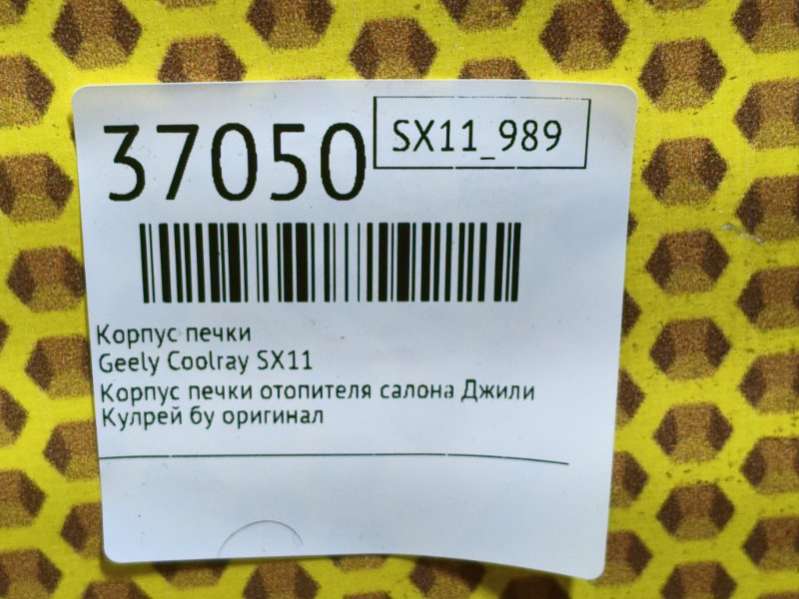 37050
SX11_989
Корпус печки
Geely Coolray SX11
Корпус печки отопителя салона Джили
Кулрей бу оригинал